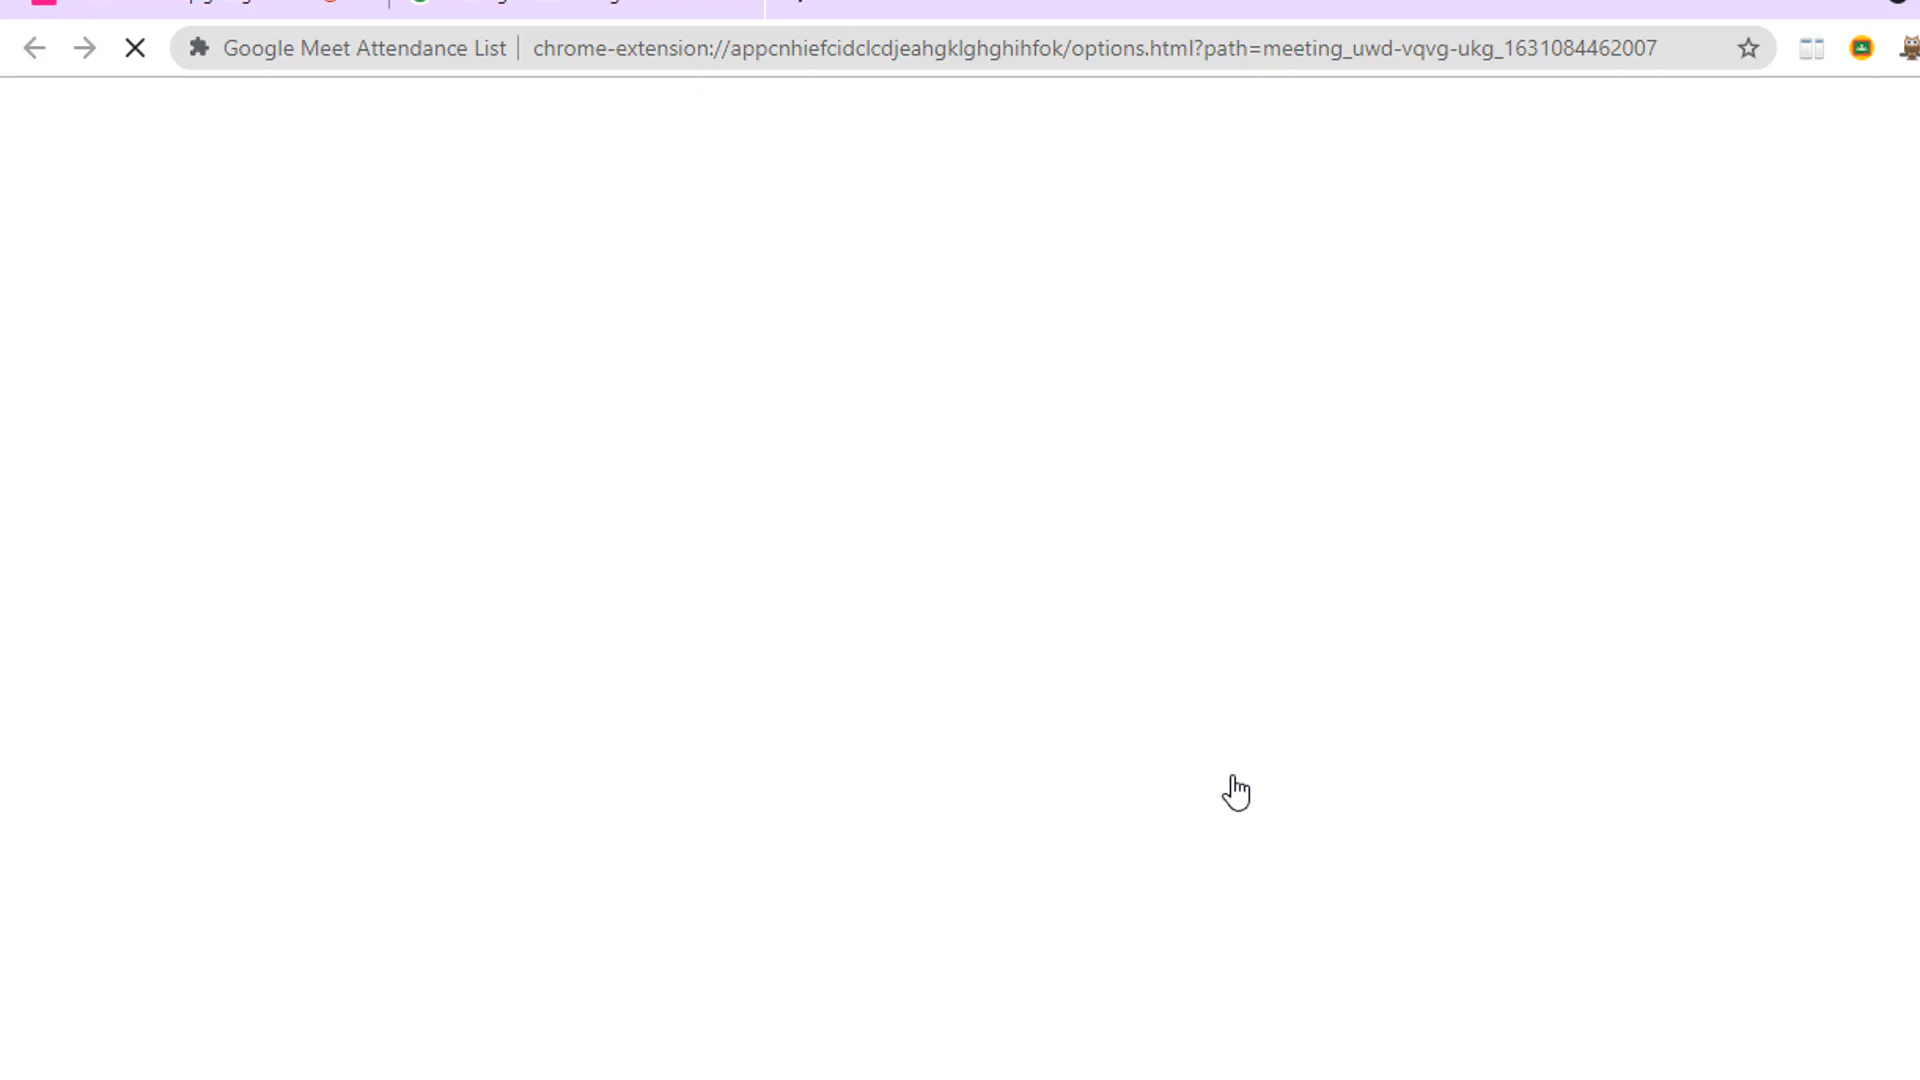 Google Meet Attendance List | chrome-extension://appcnhiefcidclcdjeahgklghghihfok/options.html?path=meeting_uwd-vqvg-ukg_1631084462007